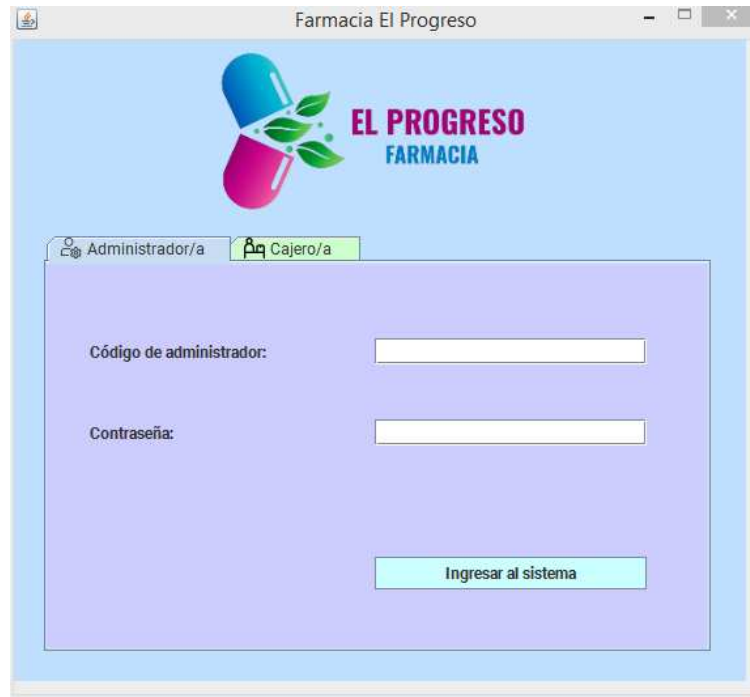 Farmacia El Progreso
EL PROGRESO
FARMACIA
Administrador/a
Cajero/a
Código de administrador:
Contraseña:
Ingresar al sistema